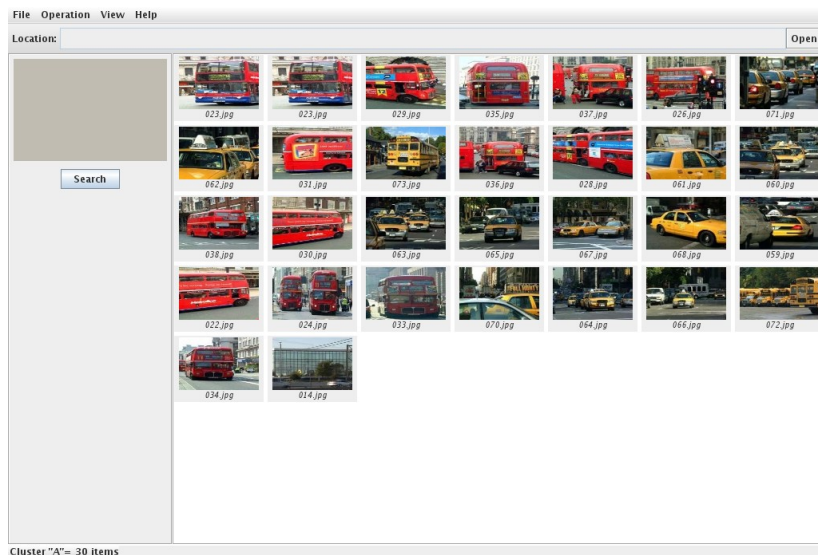 File Operation View Help
Location: Open
Search
023.jpg 023.jpg 029.jpg 035.jpg 037.jpg 026.jpg 071.jpg
062.jpg 031.jpg 073.jpg 036.jpg 028.jpg 061.jpg 060.jpg
038.jpg 030.jpg 063.jpg 065.jpg 067.jpg 068.jpg 059.jpg
022.jpg 024.jpg 033.jpg 070.jpg 064.jpg 066.jpg 072.jpg
034.jpg 014.jpg
Cluster "A"= 30 items